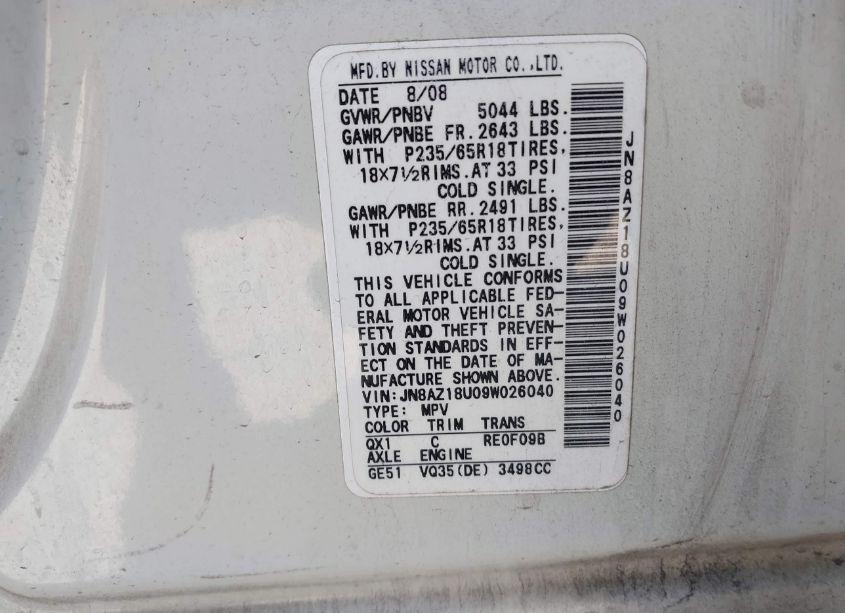 MFD.BY NISSAN MOTOR CO.,LTD.
DATE 8/08
GVWR/PNBV 5044 LBS.
GAWR/PNBE FR.2643 LBS.
WITH P235/65R18TIRES,
18×7½RIMS.AT 33 PSI
COLD SINGLE.
GAWR/PNBE RR.2491 LBS.
WITH P235/65R18TIRES,
18×7½RIMS.AT 33 PSI
COLD SINGLE.
THIS VEHICLE CONFORMS
TO ALL APPLICABLE FED-
ERAL MOTOR VEHICLE SA-
FETY AND THEFT PREVEN-
TION STANDARDS IN EFF-
ECT ON THE DATE OF MA-
NUFACTURE SHOWN ABOVE.
VIN:JN8AZ18U09W026040
TYPE: MPV
COLOR TRIM TRANS
QX1 C RE0F09B
AXLE ENGINE
GE51 VQ35(DE) 3498CC
JN8AZ18U09W026040